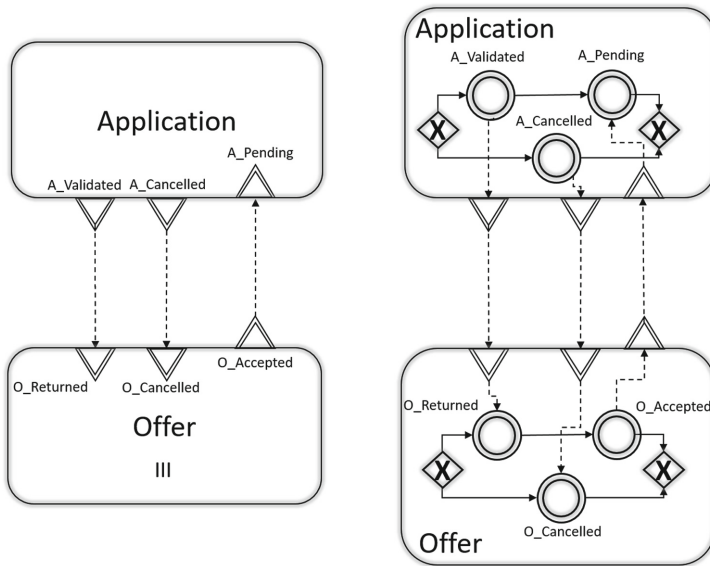 Application
A_Pending
A_Validated
A_Cancelled
O_Returned
O_Cancelled
O_Accepted
Offer
III
Application
A_Validated
A_Pending
A_Cancelled
X
X
O_Returned
O_Accepted
X
X
O_Cancelled
Offer